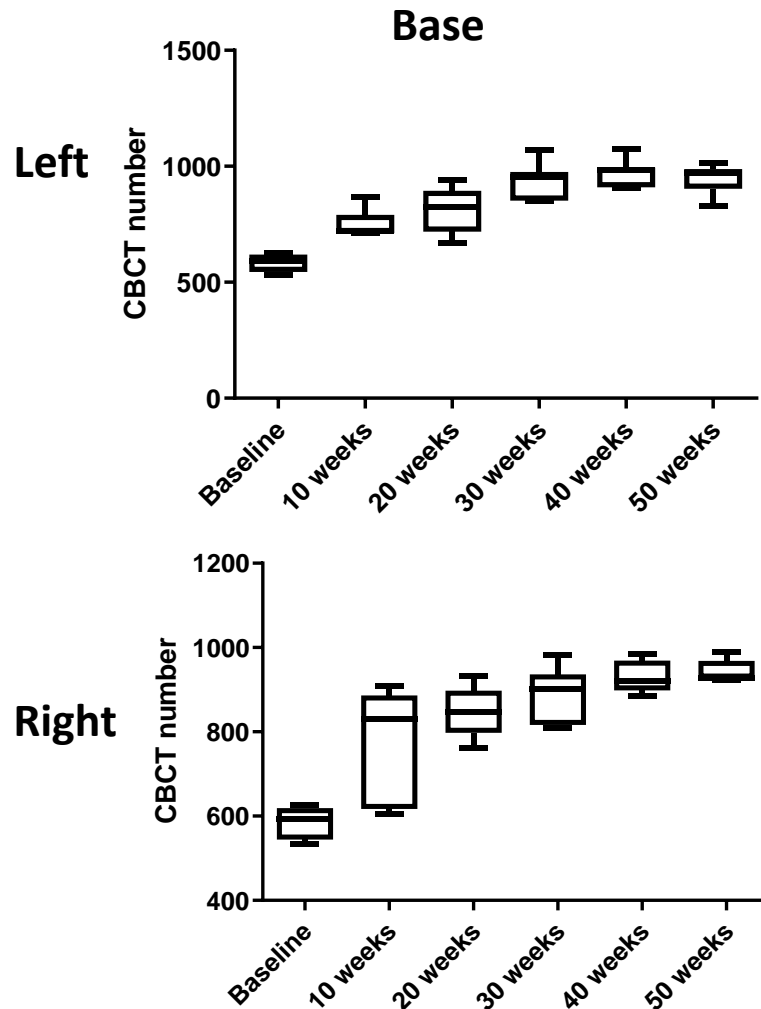 Base
Left
CBCT number
1500
1000
500
0
Baseline
10 weeks
20 weeks
30 weeks
40 weeks
50 weeks
Right
CBCT number
1200
1000
800
600
400
Baseline
10 weeks
20 weeks
30 weeks
40 weeks
50 weeks